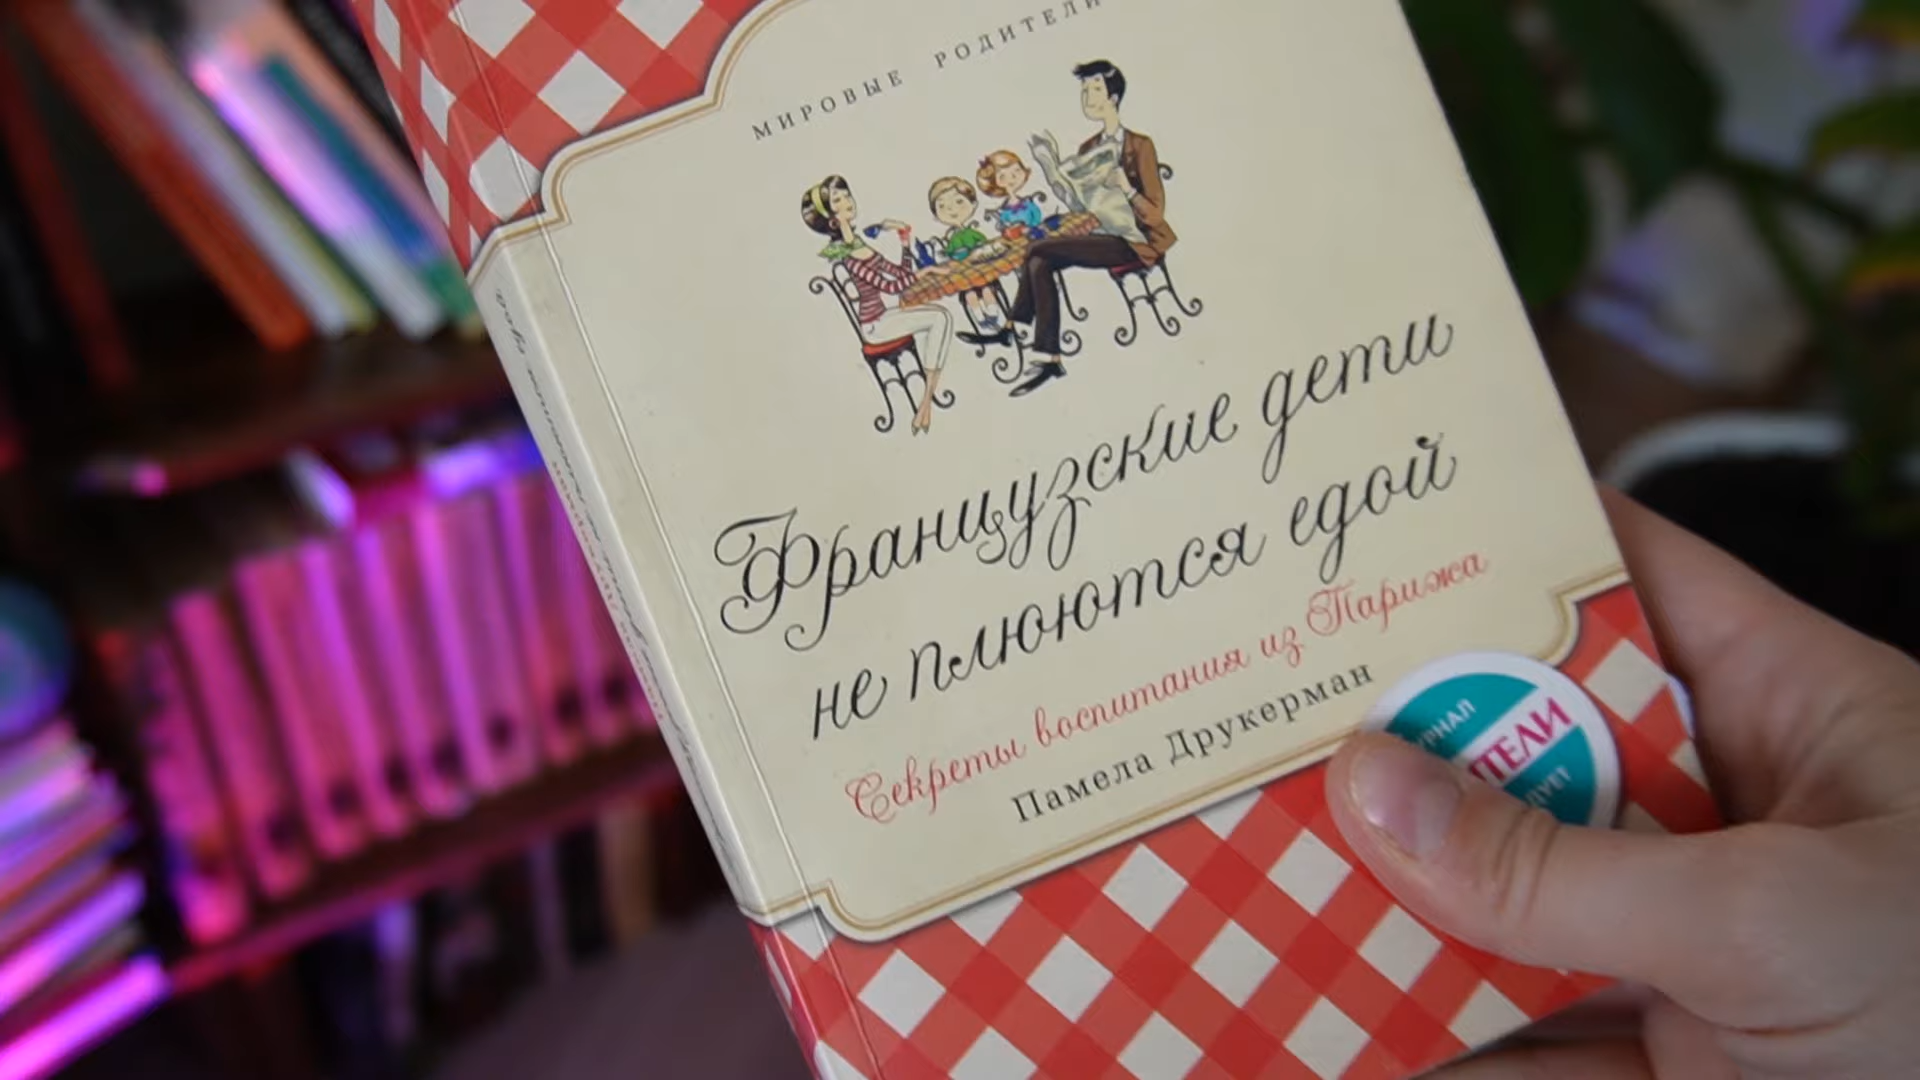 МИРОВЫЕ РОДИТЕЛИ
Французские дети
не плюются едой
Секреты воспитания из Парижа
Памела Друкерман